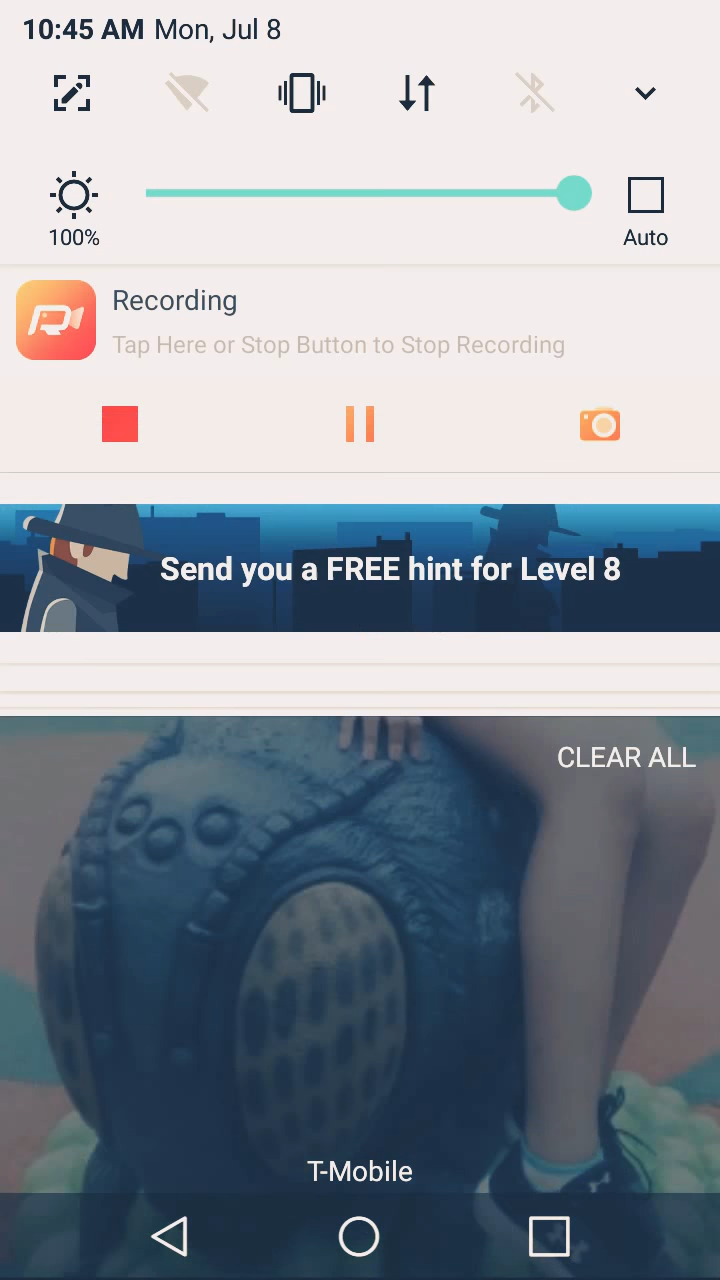 10:45 AM Mon, Jul 8
100%
Auto
Recording
Tap Here or Stop Button to Stop Recording
Send you a FREE hint for Level 8
CLEAR ALL
T-Mobile